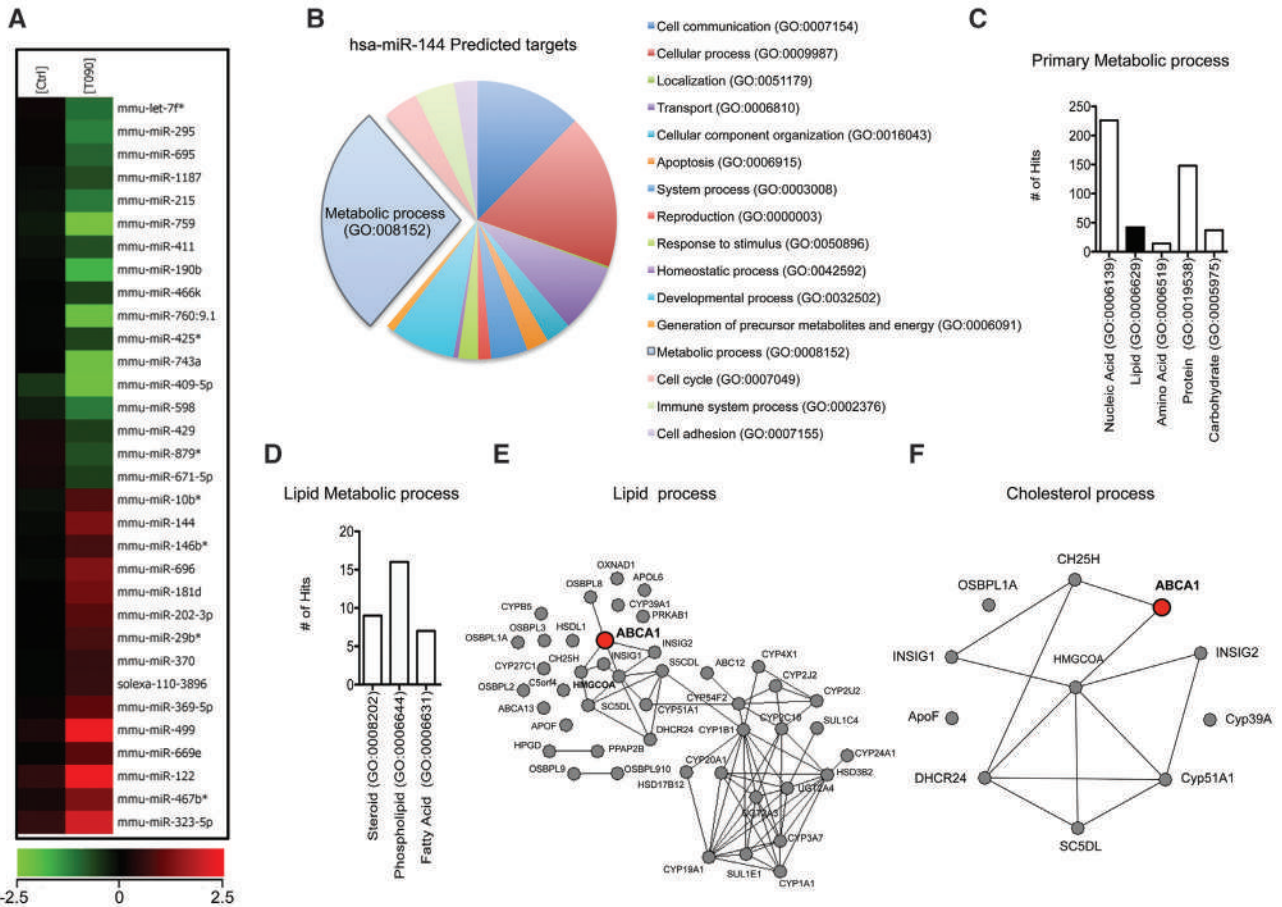 A
[Ctrl]
[T090]
mmu-let-7f*
mmu-miR-295
mmu-miR-695
mmu-miR-1187
mmu-miR-215
mmu-miR-759
mmu-miR-411
mmu-miR-190b
mmu-miR-466k
mmu-miR-760:9.1
mmu-miR-425*
mmu-miR-743a
mmu-miR-409-5p
mmu-miR-598
mmu-miR-429
mmu-miR-879*
mmu-miR-671-5p
mmu-miR-10b*
mmu-miR-144
mmu-miR-146b*
mmu-miR-696
mmu-miR-181d
mmu-miR-202-3p
mmu-miR-29b*
mmu-miR-370
solexa-110-3896
mmu-miR-369-5p
mmu-miR-499
mmu-miR-669e
mmu-miR-122
mmu-miR-467b*
mmu-miR-323-5p
-2.5 0 2.5
B
hsa-miR-144 Predicted targets
Metabolic process
(GO:008152)
Cell communication (GO:0007154)
Cellular process (GO:0009987)
Localization (GO:0051179)
Transport (GO:0006810)
Cellular component organization (GO:0016043)
Apoptosis (GO:0006915)
System process (GO:0003008)
Reproduction (GO:0000003)
Response to stimulus (GO:0050896)
Homeostatic process (GO:0042592)
Developmental process (GO:0032502)
Generation of precursor metabolites and energy (GO:0006091)
Metabolic process (GO:0008152)
Cell cycle (GO:0007049)
Immune system process (GO:0002376)
Cell adhesion (GO:0007155)
C
Primary Metabolic process
# of Hits
250
200
150
100
50
0
Nucleic Acid (GO:0006139)
Lipid (GO:0006629)
Amino Acid (GO:0006519)
Protein (GO:0019538)
Carbohydrate (GO:0005975)
D
Lipid Metabolic process
# of Hits
20
15
10
5
0
Steroid (GO:0008202)
Phospholipid (GO:0006644)
Fatty Acid (GO:0006631)
E
Lipid process
OXNAD1
OSBPL8
APOL6
CYP39A1
CYPB5
PRKAB1
OSBPL3
HSDL1
ABCA1
OSBPL1A
INSIG2
CH25H
INSIG1
CYP27C1
S5CDL
ABC12
CYP4X1
C5orf4
HMGCOA
CYP2J2
OSBPL2
CYP54F2
CYP2U2
ABCA13
SC5DL
CYP51A1
APOF
CYP1B1
CYP2C18
SUL1C4
DHCR24
HPGD
PPAP2B
CYP24A1
CYP20A1
OSBPL9
OSBPL910
HSD3B2
HSD17B12
UGT2A4
UGT2A3
CYP3A7
CYP19A1
SUL1E1
CYP1A1
F
Cholesterol process
CH25H
ABCA1
OSBPL1A
INSIG1
HMGCOA
INSIG2
ApoF
Cyp39A
DHCR24
Cyp51A1
SC5DL